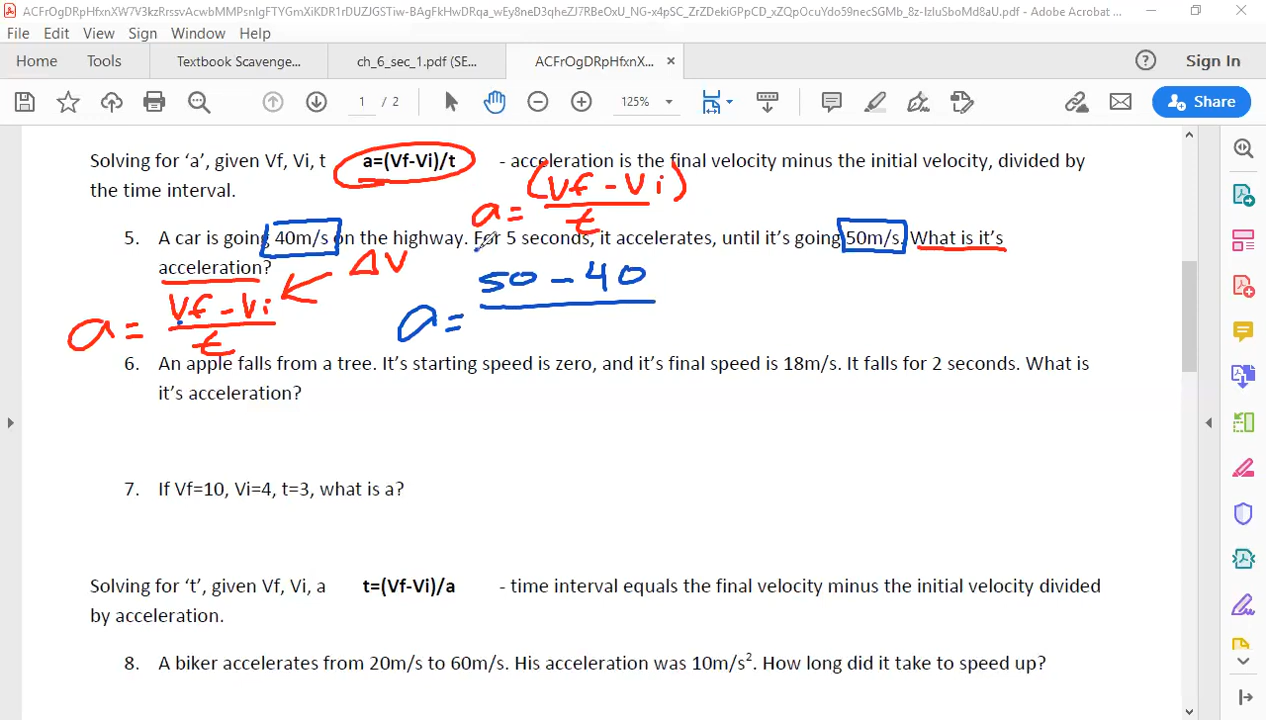 ACFrOgDRpHfxnXW7V3kzRrssvAcwbMMPsnIgFTYGmXiKDR1rDUZJGSTiw-BAgFkHwDRqa_wEy8neD3qheZJ7RBeOxU_NG-x4pSC_ZrZDekiGPpCD_xZQpOcuYdo59necSGMb_8z-IzluSboMd8aU.pdf - Adobe Acrobat ...
File Edit View Sign Window Help
Home Tools Textbook Scavenge... ch_6_sec_1.pdf (SE... ACFrOgDRpHfxnX... × Sign In
1 / 2 125% Share
Solving for ‘a’, given Vf, Vi, t a=(Vf-Vi)/t - acceleration is the final velocity minus the initial velocity, divided by
the time interval.
a = (Vf - Vi)
t
5. A car is going 40m/s on the highway. For 5 seconds, it accelerates, until it’s going 50m/s. What is it’s
acceleration?
ΔV
a = Vf - Vi
t
a = 50 - 40
6. An apple falls from a tree. It’s starting speed is zero, and it’s final speed is 18m/s. It falls for 2 seconds. What is
it’s acceleration?
7. If Vf=10, Vi=4, t=3, what is a?
Solving for ‘t’, given Vf, Vi, a t=(Vf-Vi)/a - time interval equals the final velocity minus the initial velocity divided
by acceleration.
8. A biker accelerates from 20m/s to 60m/s. His acceleration was 10m/s². How long did it take to speed up?